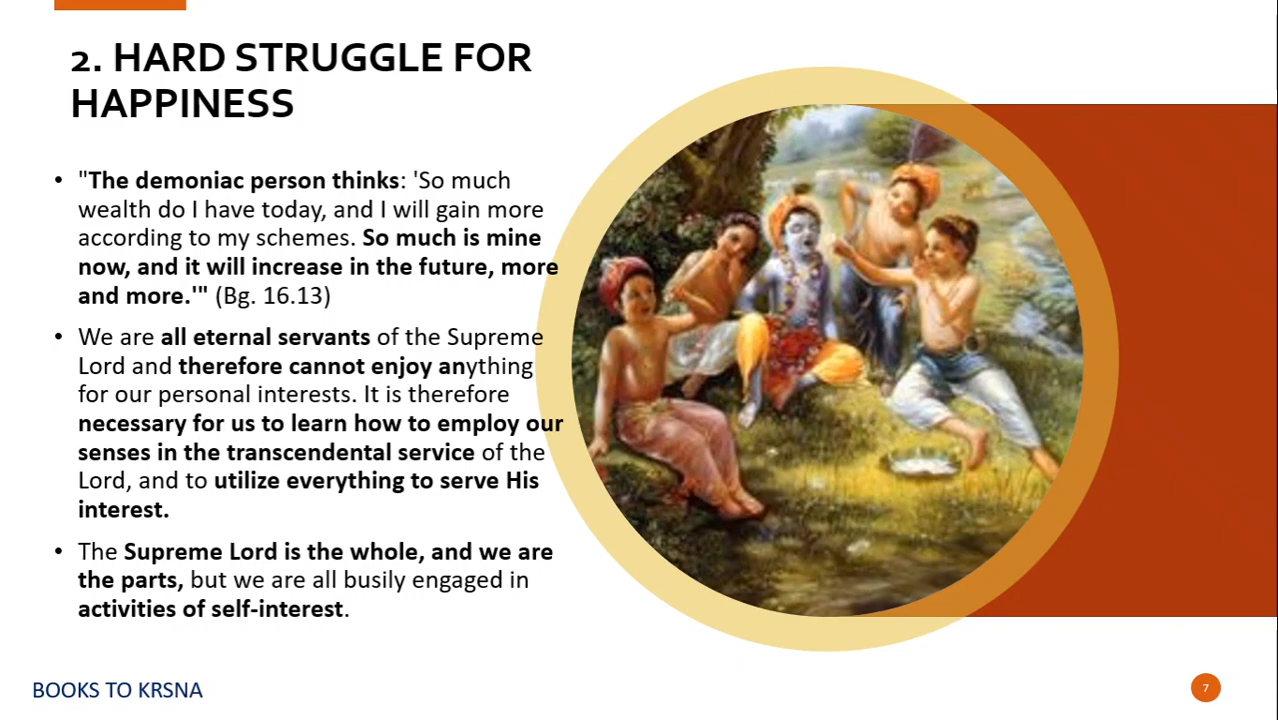 2. HARD STRUGGLE FOR
HAPPINESS
• "The demoniac person thinks: 'So much
wealth do I have today, and I will gain more
according to my schemes. So much is mine
now, and it will increase in the future, more
and more.'" (Bg. 16.13)
• We are all eternal servants of the Supreme
Lord and therefore cannot enjoy anything
for our personal interests. It is therefore
necessary for us to learn how to employ our
senses in the transcendental service of the
Lord, and to utilize everything to serve His
interest.
• The Supreme Lord is the whole, and we are
the parts, but we are all busily engaged in
activities of self-interest.
BOOKS TO KRSNA
7